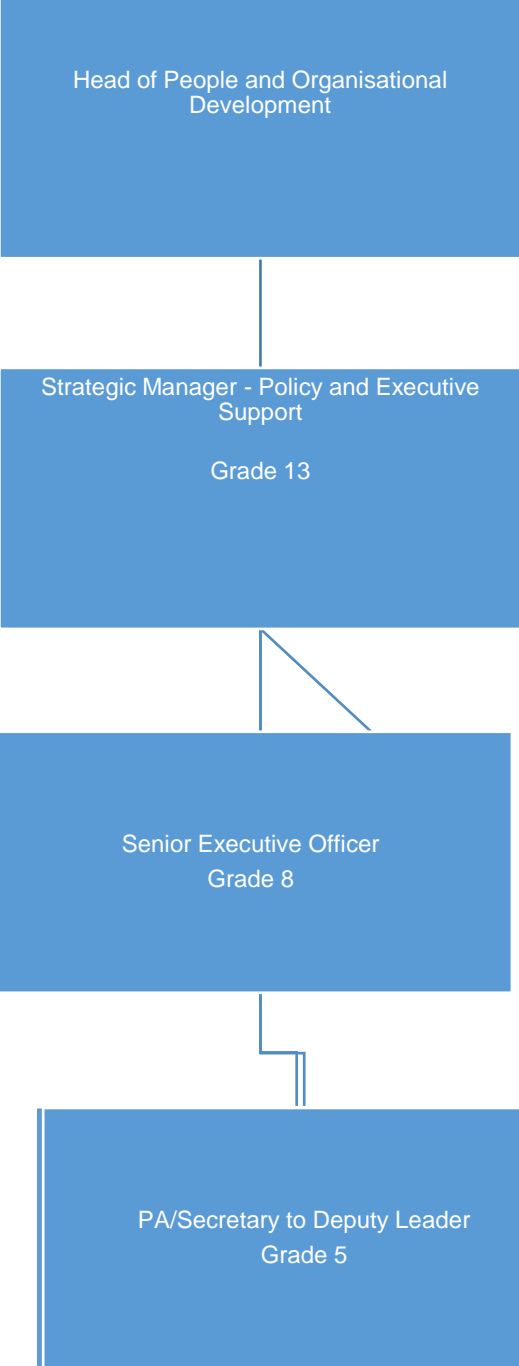 Head of People and Organisational
Development
Strategic Manager - Policy and Executive
Support
Grade 13
Senior Executive Officer
Grade 8
PA/Secretary to Deputy Leader
Grade 5